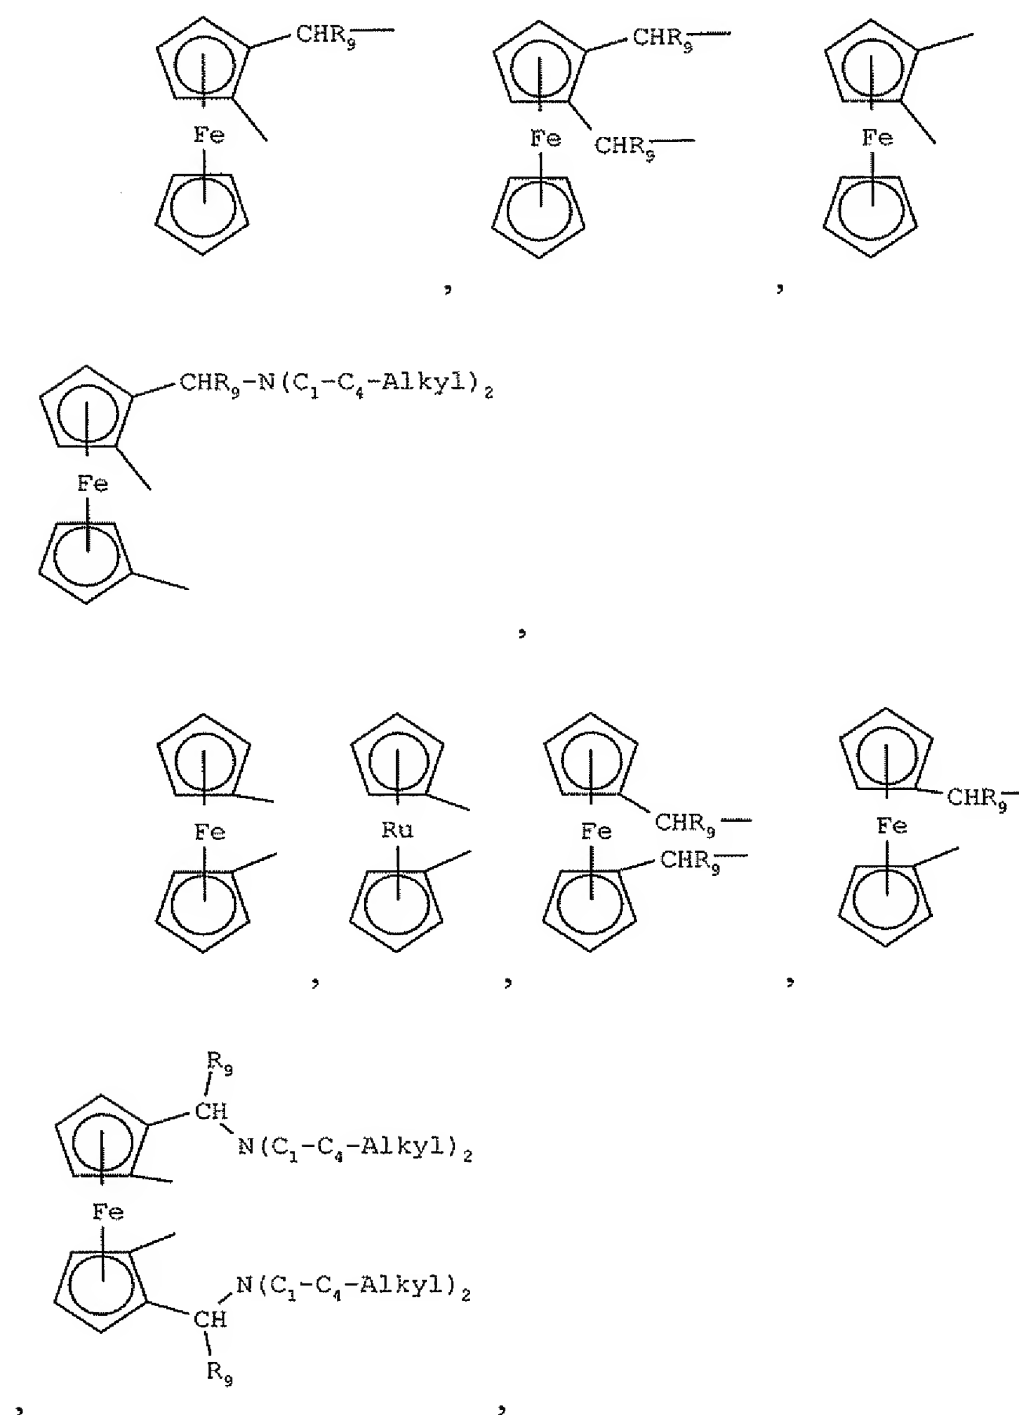 CHR₉ CHR₉
Fe Fe CHR₉ Fe
, ,
CHR₉-N(C₁-C₄-Alkyl)₂
Fe
,
CHR₉
Fe Ru Fe CHR₉ Fe
CHR₉
, , ,
R₉
CH
N(C₁-C₄-Alkyl)₂
Fe
N(C₁-C₄-Alkyl)₂
CH
R₉
, ,